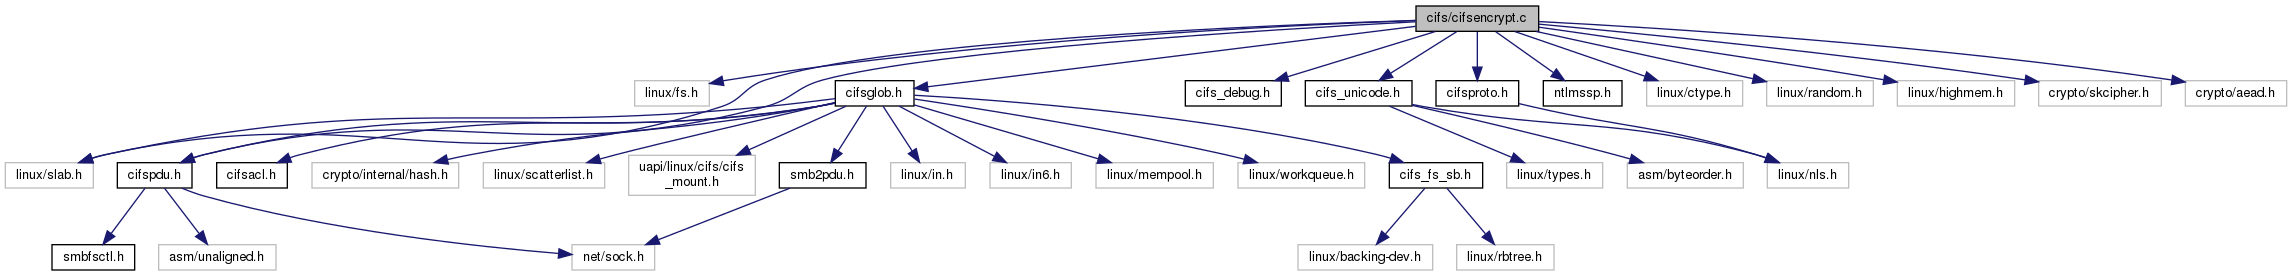 cifs/cifsencrypt.c
linux/fs.h
cifsglob.h
cifs_debug.h
cifs_unicode.h
cifsproto.h
ntlmssp.h
linux/ctype.h
linux/random.h
linux/highmem.h
crypto/skcipher.h
crypto/aead.h
linux/slab.h
cifspdu.h
cifsacl.h
crypto/internal/hash.h
linux/scatterlist.h
uapi/linux/cifs/cifs
_mount.h
smb2pdu.h
linux/in.h
linux/in6.h
linux/mempool.h
linux/workqueue.h
cifs_fs_sb.h
linux/types.h
asm/byteorder.h
linux/nls.h
smbfsctl.h
asm/unaligned.h
net/sock.h
linux/backing-dev.h
linux/rbtree.h